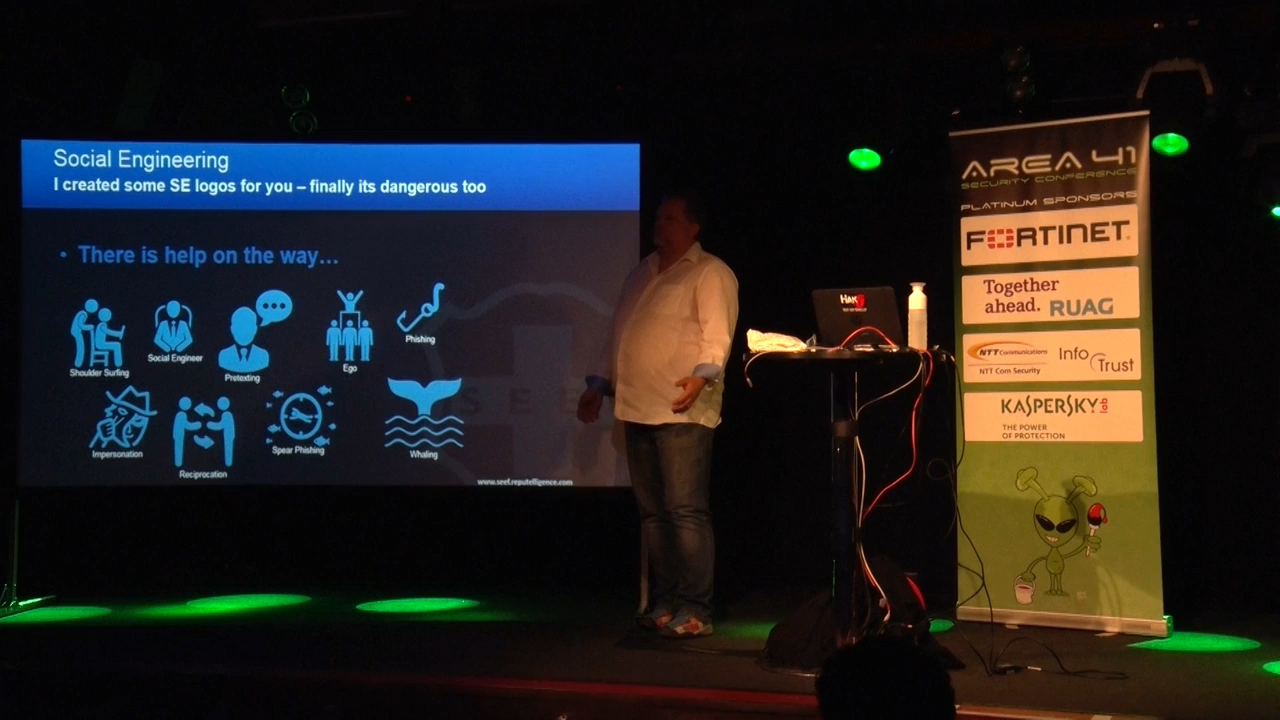 Social Engineering
I created some SE logos for you – finally its dangerous too
• There is help on the way…
Shoulder Surfing
Social Engineer
Pretexting
Ego
Phishing
Impersonation
Reciprocation
Spear Phishing
Whaling
www.seef.reputelligence.com
HAK5
AREA 41
SECURITY CONFERENCE
PLATINUM SPONSORS
FORTINET
Together
ahead. RUAG
NTT Communications
NTT Com Security
InfoTrust
KASPERSKY lab
THE POWER
OF PROTECTION